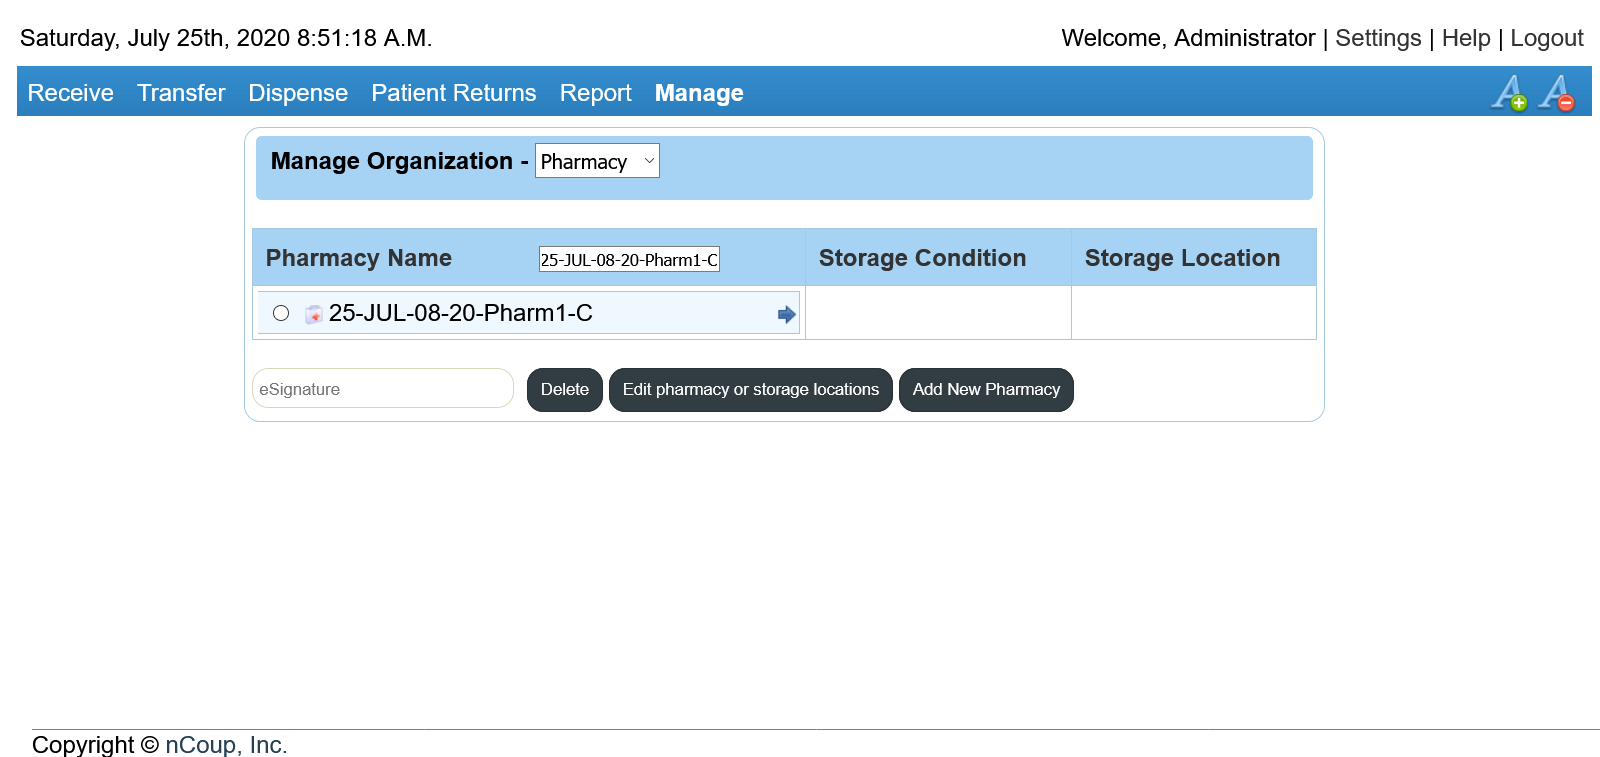 Saturday, July 25th, 2020 8:51:18 A.M.
Welcome, Administrator | Settings | Help | Logout
Receive Transfer Dispense Patient Returns Report Manage
Manage Organization - Pharmacy
Pharmacy Name 25-JUL-08-20-Pharm1-C Storage Condition Storage Location
25-JUL-08-20-Pharm1-C
eSignature Delete Edit pharmacy or storage locations Add New Pharmacy
Copyright © nCoup, Inc.